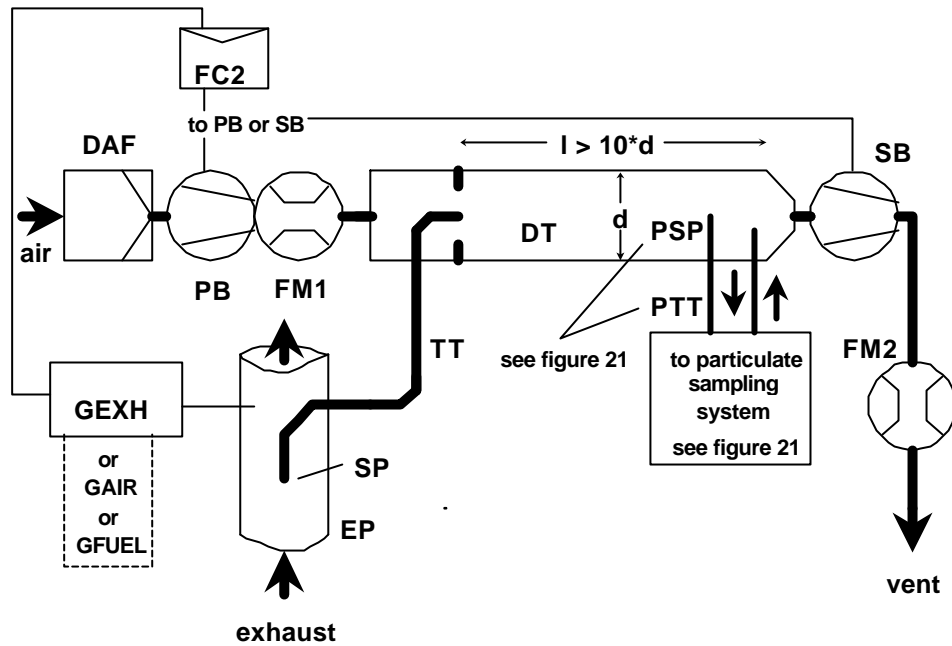 FC2
to PB or SB
DAF
l > 10*d
SB
d
DT
PSP
air
PB
FM1
PTT
TT
see figure 21
to particulate
sampling
system
see figure 21
FM2
GEXH
or
GAIR
or
GFUEL
SP
EP
vent
exhaust